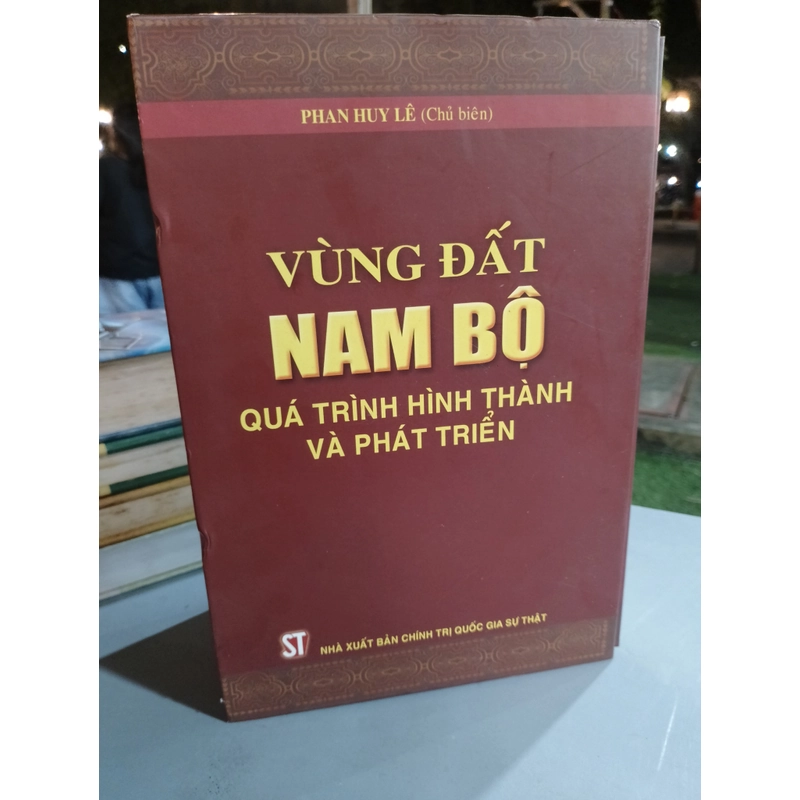 PHAN HUY LÊ (Chủ biên)
VÙNG ĐẤT
NAM BỘ
QUÁ TRÌNH HÌNH THÀNH
VÀ PHÁT TRIỂN
ST
NHÀ XUẤT BẢN CHÍNH TRỊ QUỐC GIA SỰ THẬT